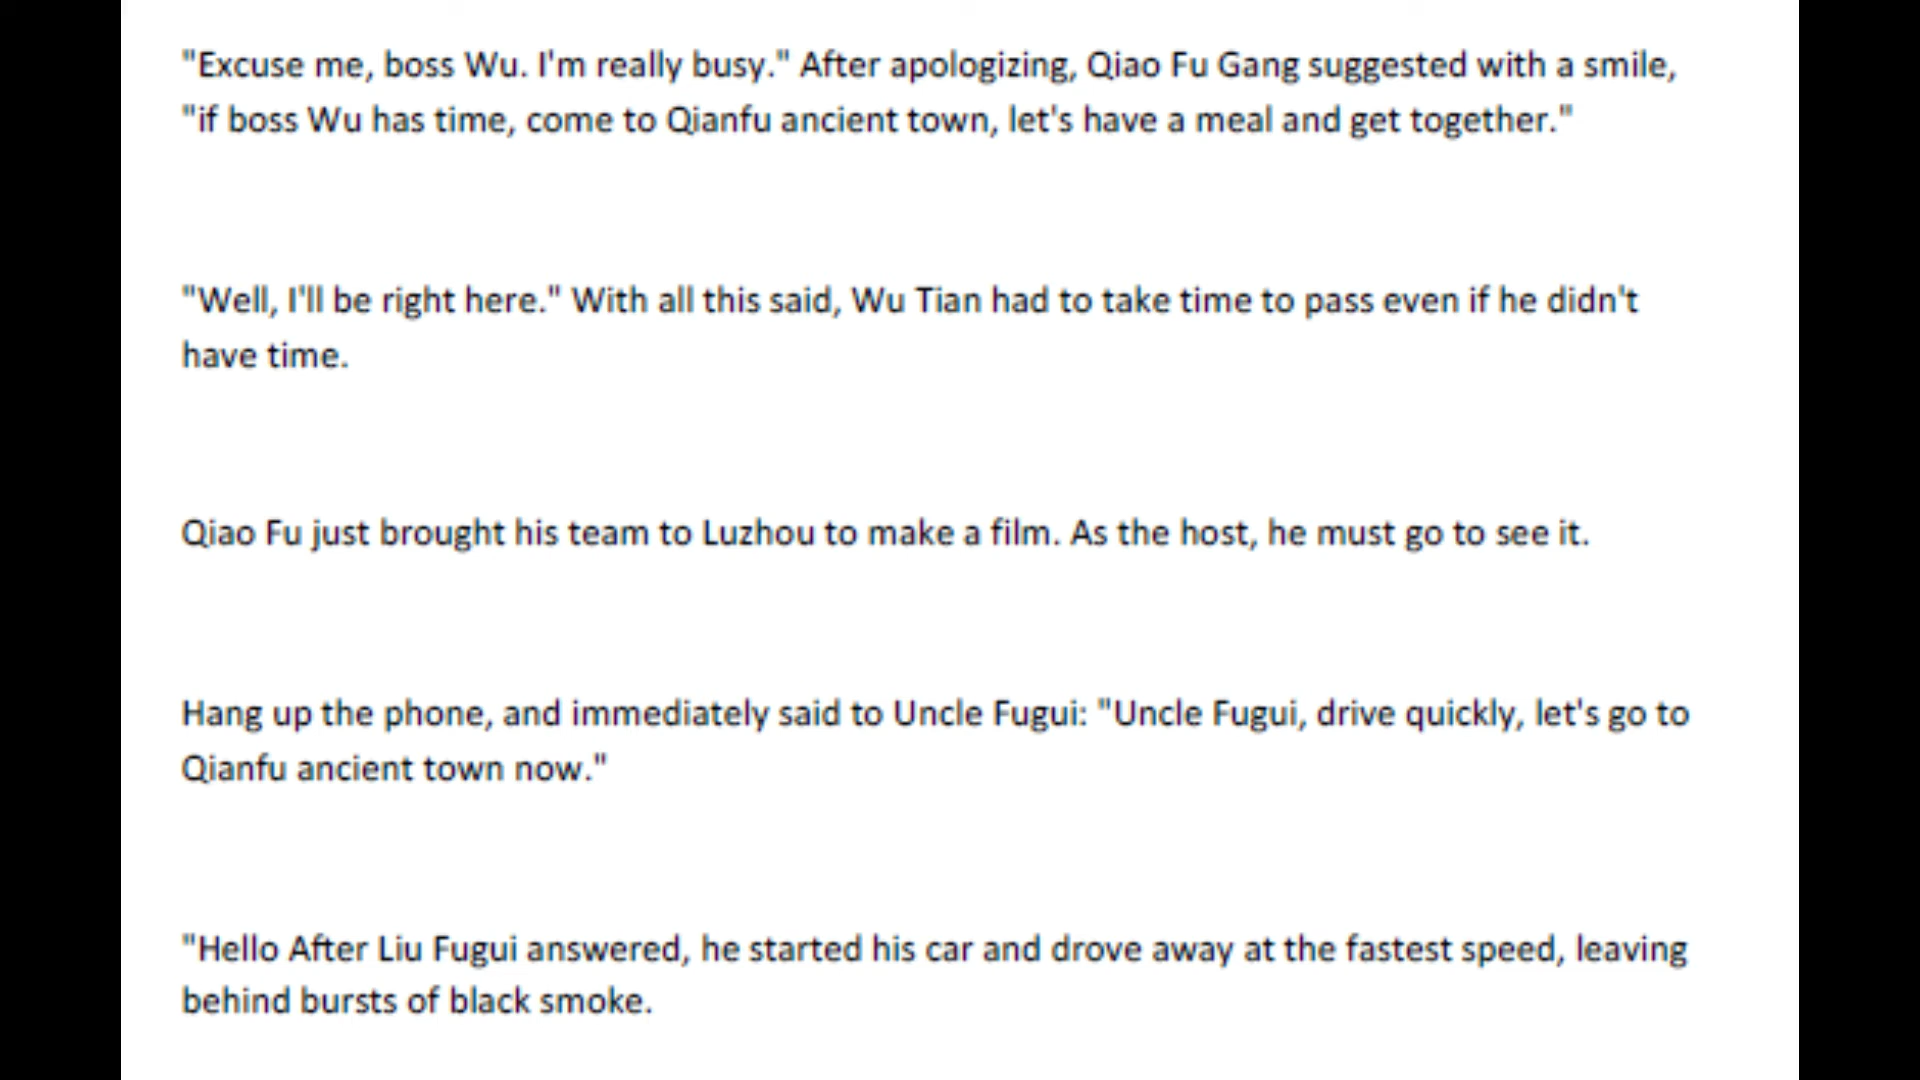 "Excuse me, boss Wu. I'm really busy." After apologizing, Qiao Fu Gang suggested with a smile,
"if boss Wu has time, come to Qianfu ancient town, let's have a meal and get together."
"Well, I'll be right here." With all this said, Wu Tian had to take time to pass even if he didn't
have time.
Qiao Fu just brought his team to Luzhou to make a film. As the host, he must go to see it.
Hang up the phone, and immediately said to Uncle Fugui: "Uncle Fugui, drive quickly, let's go to
Qianfu ancient town now."
"Hello After Liu Fugui answered, he started his car and drove away at the fastest speed, leaving
behind bursts of black smoke.